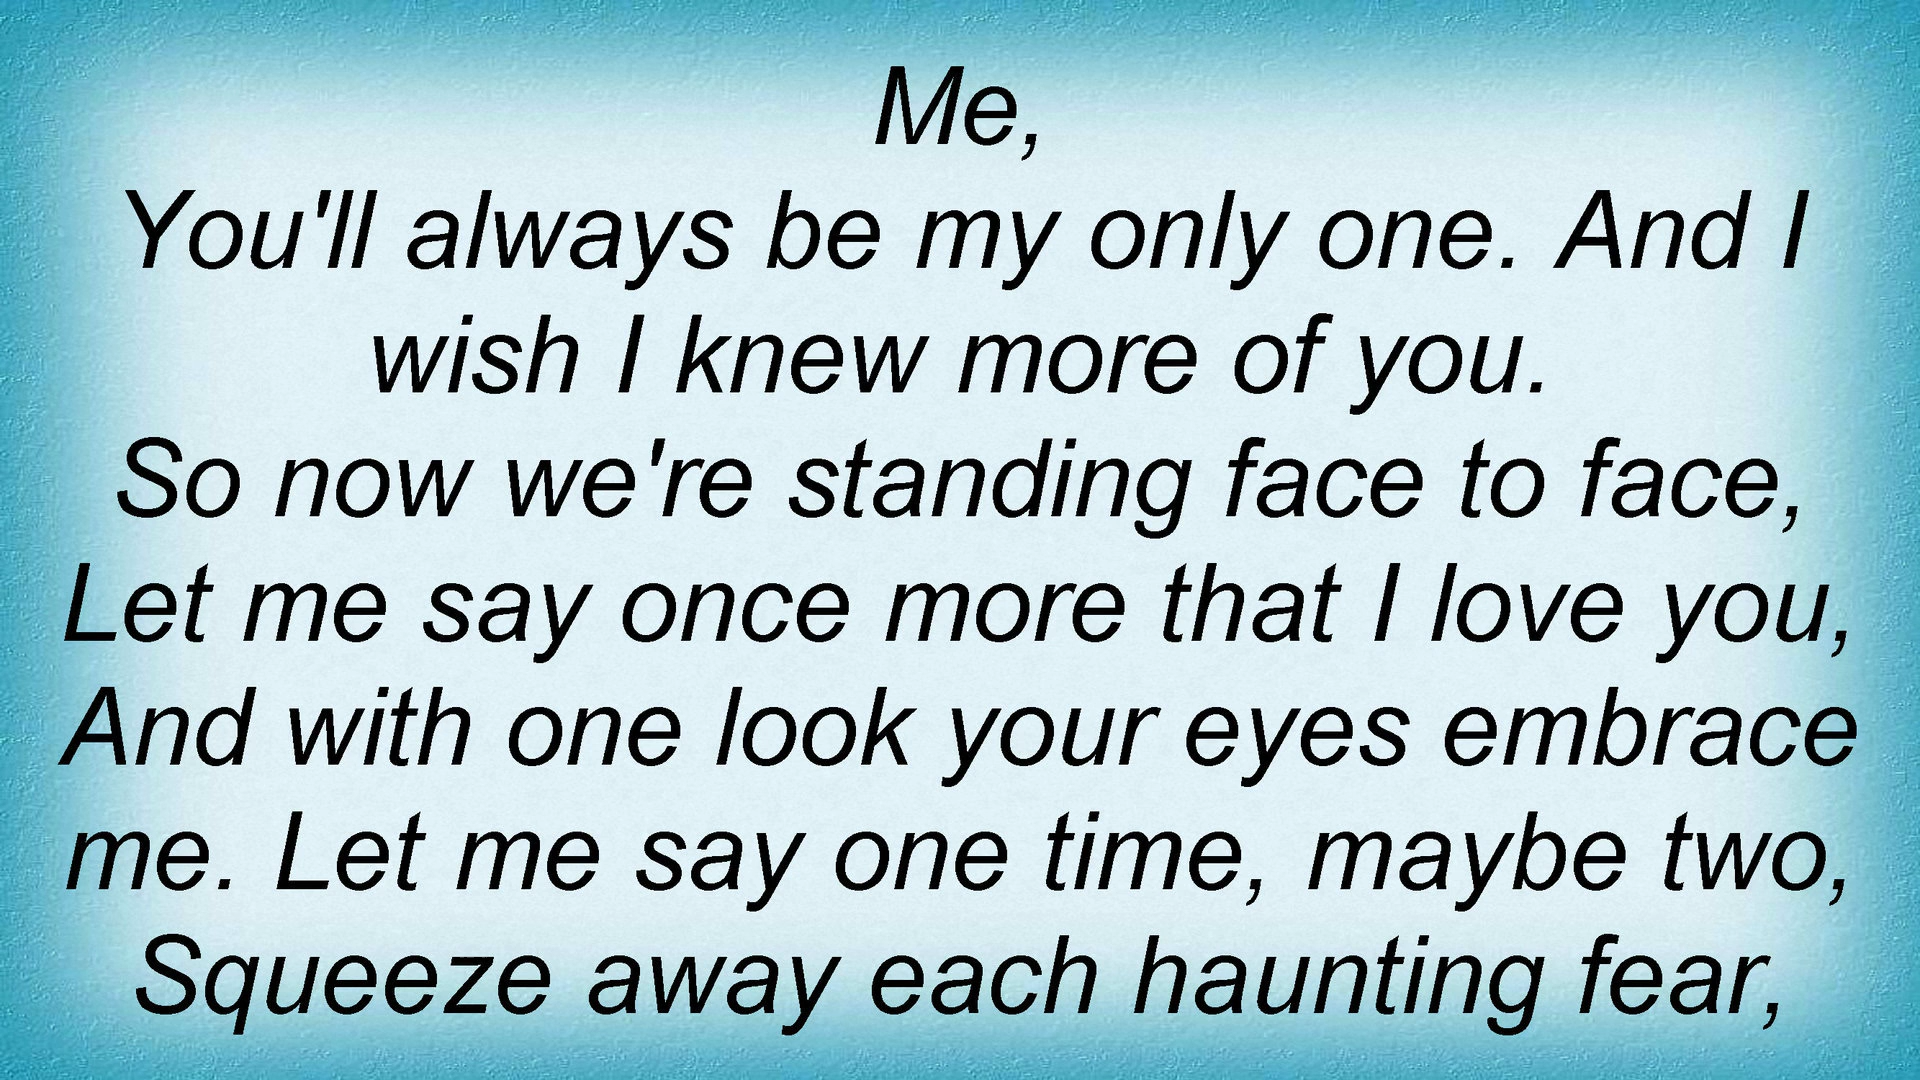 Me,
You'll always be my only one. And I
wish I knew more of you.
So now we're standing face to face,
Let me say once more that I love you,
And with one look your eyes embrace
me. Let me say one time, maybe two,
Squeeze away each haunting fear,